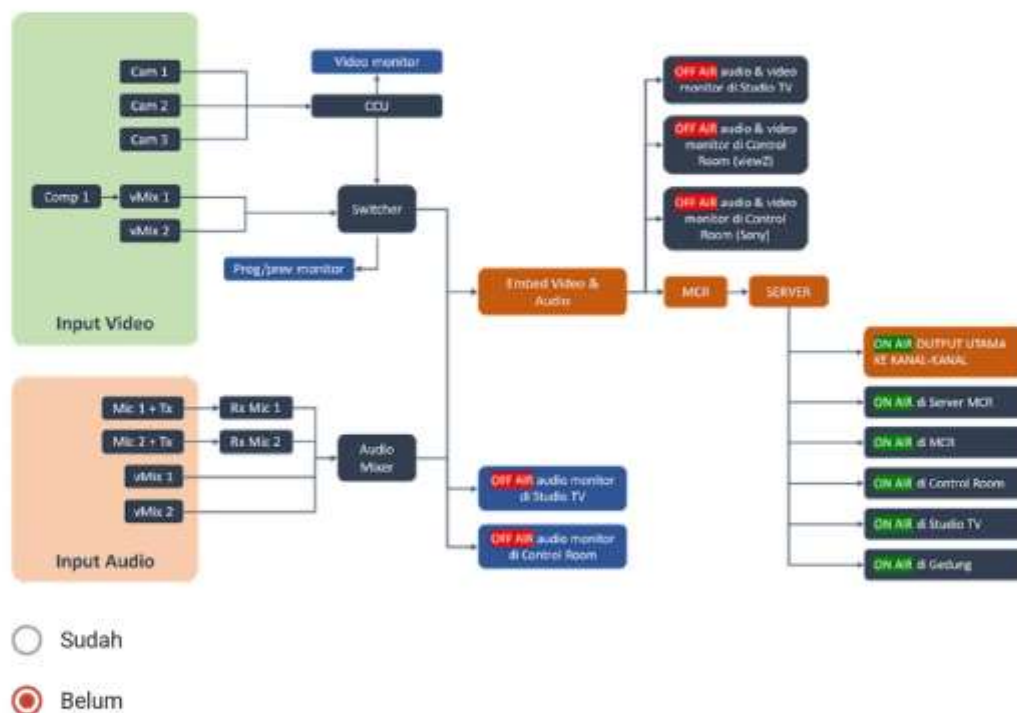 Cam 1
Cam 2
Cam 3
Comp 1
vMix 1
vMix 2
Input Video
Video monitor
CCU
Switcher
Prog/prev monitor
Mic 1 + Tx
Mic 2 + Tx
vMix 1
vMix 2
Input Audio
Rx Mic 1
Rx Mic 2
Audio
Mixer
Embed Video &
Audio
OFF AIR audio monitor
di Studio TV
OFF AIR audio monitor
di Control Room
OFF AIR audio & video
monitor di Studio TV
OFF AIR audio & video
monitor di Control
Room (viewZ)
OFF AIR audio & video
monitor di Control
Room (Sony)
MCR
SERVER
ON AIR OUTPUT UTAMA
KE KANAL-KANAL
ON AIR di Server MCR
ON AIR di MCR
ON AIR di Control Room
ON AIR di Studio TV
ON AIR di Gedung
Sudah
Belum